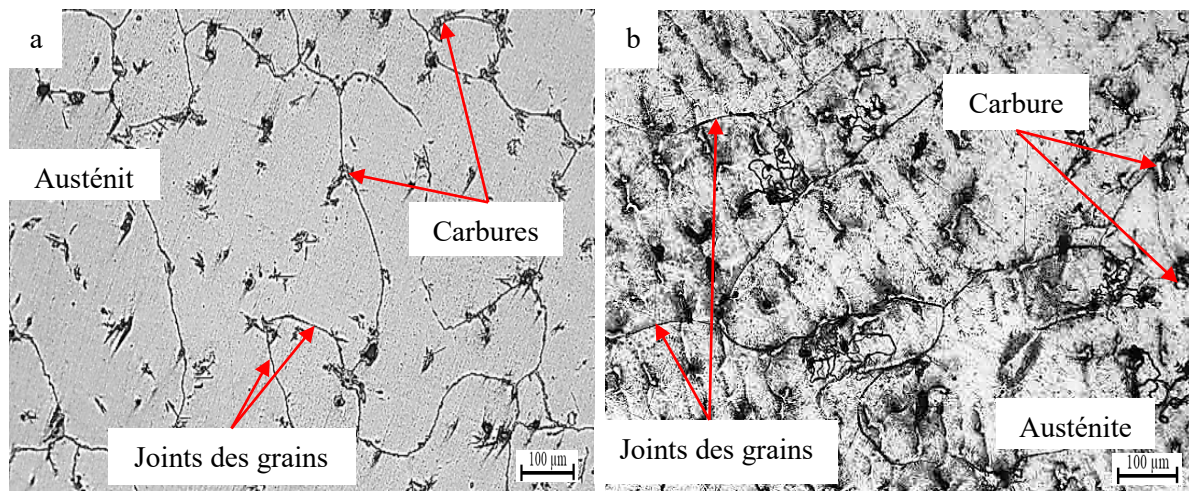 a
Austénit
Carbures
Joints des grains
100 µm
b
Carbure
Austénite
Joints des grains
100 µm